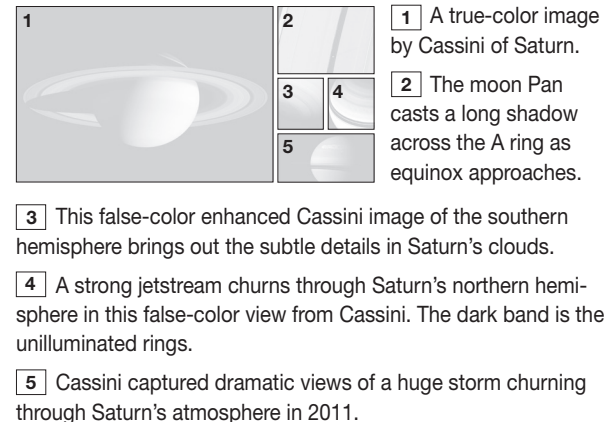 1
2
3
4
5
1 A true-color image
by Cassini of Saturn.
2 The moon Pan
casts a long shadow
across the A ring as
equinox approaches.
3 This false-color enhanced Cassini image of the southern
hemisphere brings out the subtle details in Saturn’s clouds.
4 A strong jetstream churns through Saturn’s northern hemi-
sphere in this false-color view from Cassini. The dark band is the
unilluminated rings.
5 Cassini captured dramatic views of a huge storm churning
through Saturn’s atmosphere in 2011.